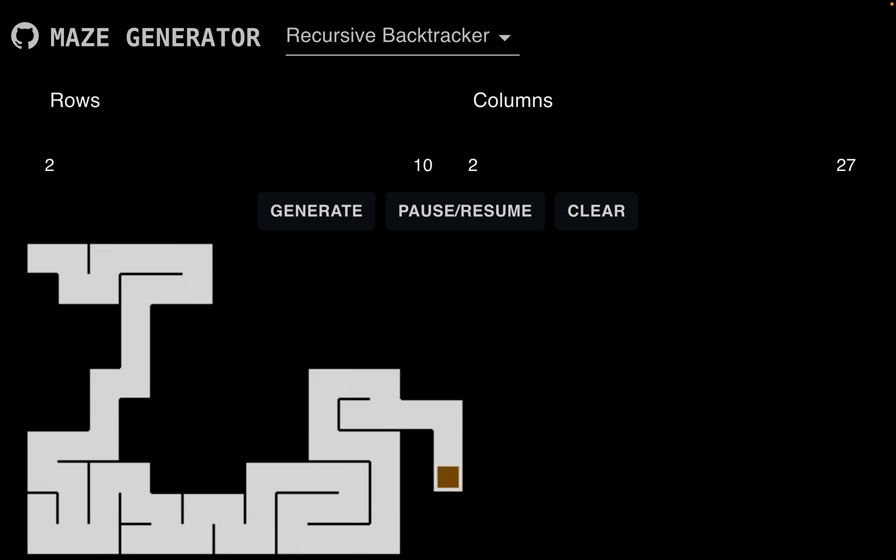 MAZE GENERATOR Recursive Backtracker
Rows Columns
2 10 2 27
GENERATE PAUSE/RESUME CLEAR